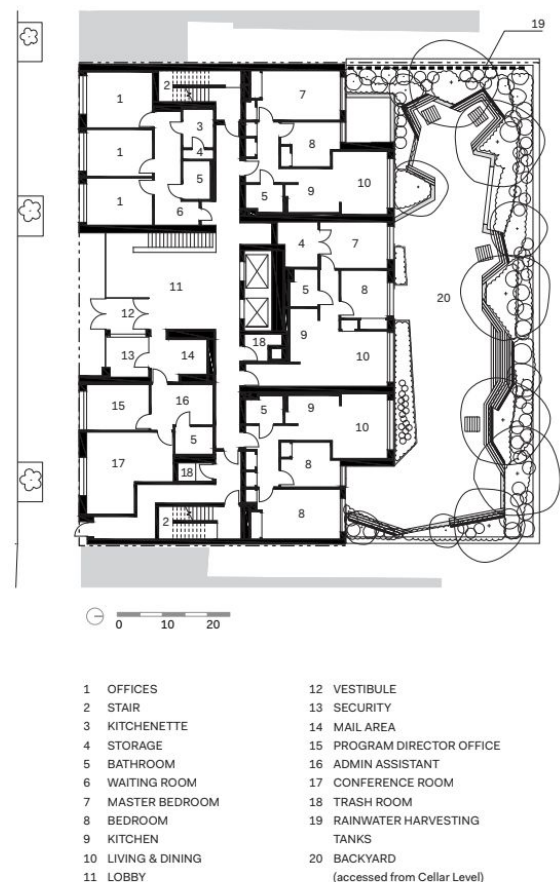 19
2
1
7
3
1
4
8
5
5
9
10
1
6
4
7
11
5
8
20
12
18
9
13
14
10
15
16
5
9
10
5
17
8
18
2
8
0 10 20
1 OFFICES
2 STAIR
3 KITCHENETTE
4 STORAGE
5 BATHROOM
6 WAITING ROOM
7 MASTER BEDROOM
8 BEDROOM
9 KITCHEN
10 LIVING & DINING
11 LOBBY
12 VESTIBULE
13 SECURITY
14 MAIL AREA
15 PROGRAM DIRECTOR OFFICE
16 ADMIN ASSISTANT
17 CONFERENCE ROOM
18 TRASH ROOM
19 RAINWATER HARVESTING
TANKS
20 BACKYARD
(accessed from Cellar Level)